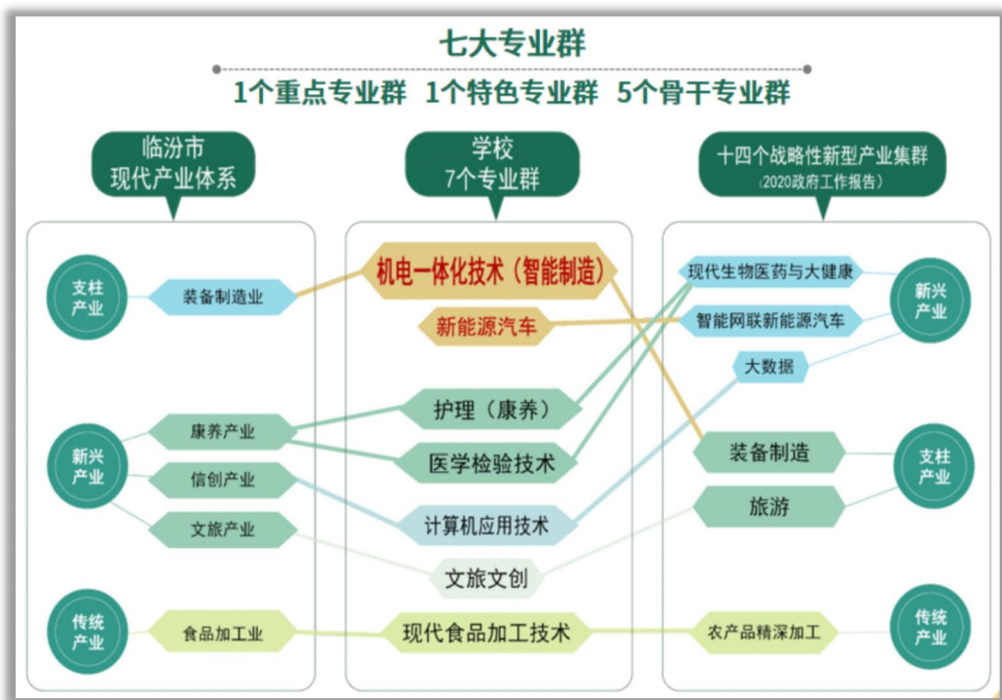 七大专业群
1个重点专业群 1个特色专业群 5个骨干专业群
临汾市
现代产业体系
学校
7个专业群
十四个战略性新型产业集群
（2020政府工作报告）
支柱
产业
装备制造业
新兴
产业
康养产业
信创产业
文旅产业
传统
产业
食品加工业
机电一体化技术（智能制造）
新能源汽车
护理（康养）
医学检验技术
计算机应用技术
文旅文创
现代食品加工技术
现代生物医药与大健康
智能网联新能源汽车
大数据
新兴
产业
装备制造
旅游
支柱
产业
农产品精深加工
传统
产业